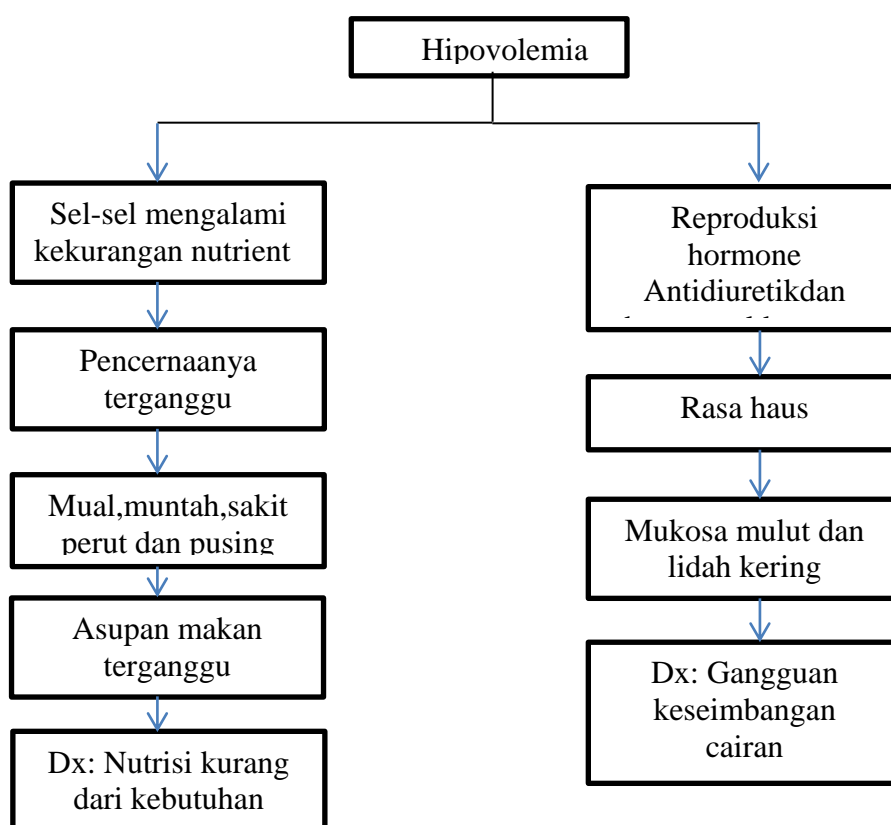 Hipovolemia
Sel-sel mengalami
kekurangan nutrient
Pencernaanya
terganggu
Mual,muntah,sakit
perut dan pusing
Asupan makan
terganggu
Dx: Nutrisi kurang
dari kebutuhan
Reproduksi
hormone
Antidiuretikdan
Rasa haus
Mukosa mulut dan
lidah kering
Dx: Gangguan
keseimbangan
cairan